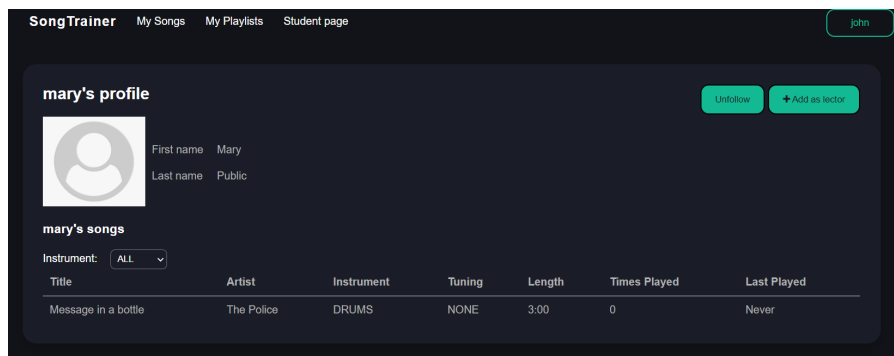 SongTrainer My Songs My Playlists Student page john
mary's profile Unfollow +Add as lector
First name Mary
Last name Public
mary's songs
Instrument: ALL
Title Artist Instrument Tuning Length Times Played Last Played
Message in a bottle The Police DRUMS NONE 3:00 0 Never